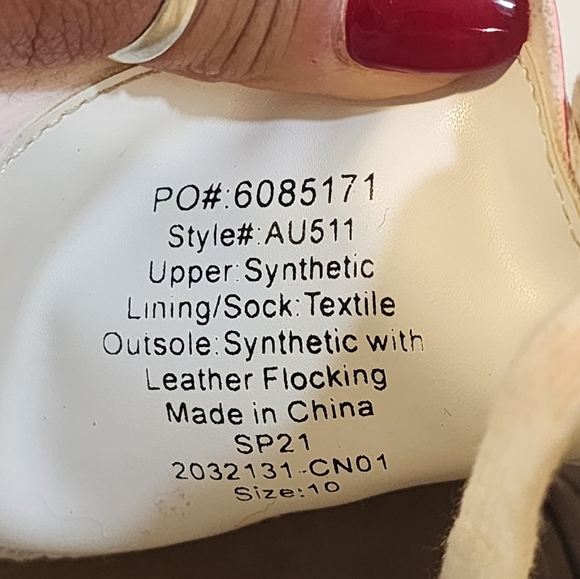 PO#:6085171
Style#:AU511
Upper:Synthetic
Lining/Sock:Textile
Outsole:Synthetic with
Leather Flocking
Made in China
SP21
2032131-CN01
Size:10